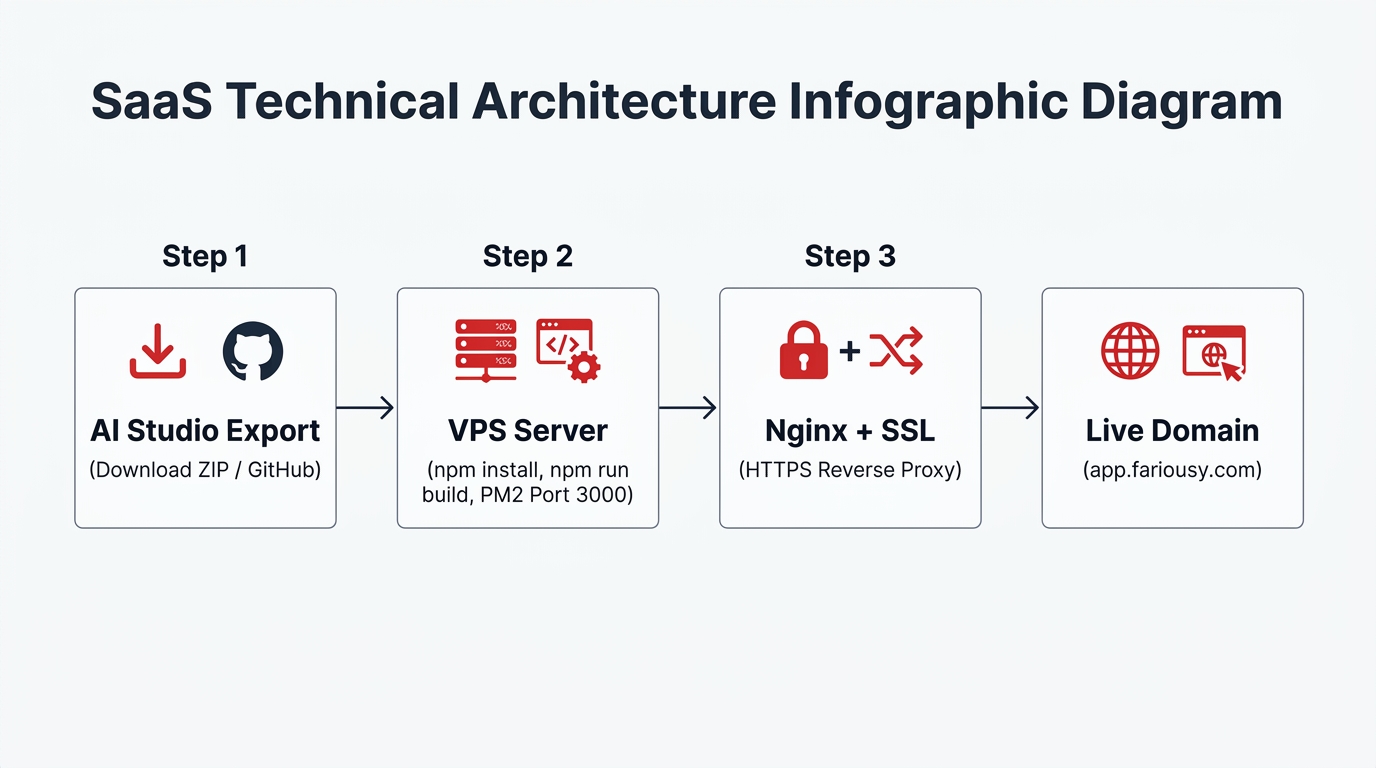 SaaS Technical Architecture Infographic Diagram
Step 1
AI Studio Export
(Download ZIP / GitHub)
Step 2
</>
VPS Server
(npm install, npm run
build, PM2 Port 3000)
Step 3
+
Nginx + SSL
(HTTPS Reverse Proxy)
Live Domain
(app.fariousy.com)